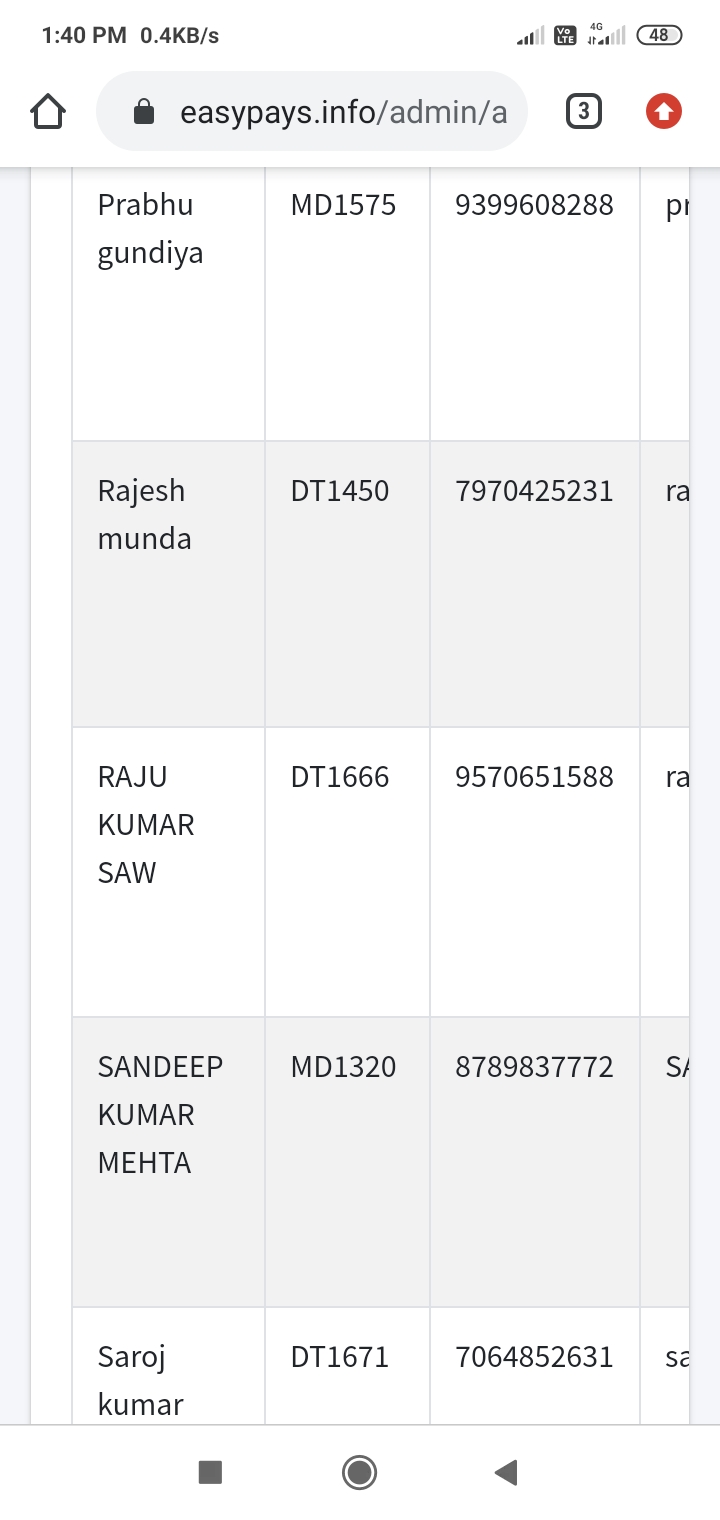 1:40 PM 0.4KB/s
Vo LTE 4G 48
easypays.info/admin/a
3
Prabhu gundiya MD1575 9399608288 pr
Rajesh munda DT1450 7970425231 ra
RAJU KUMAR SAW DT1666 9570651588 ra
SANDEEP KUMAR MEHTA MD1320 8789837772 SA
Saroj kumar DT1671 7064852631 sa